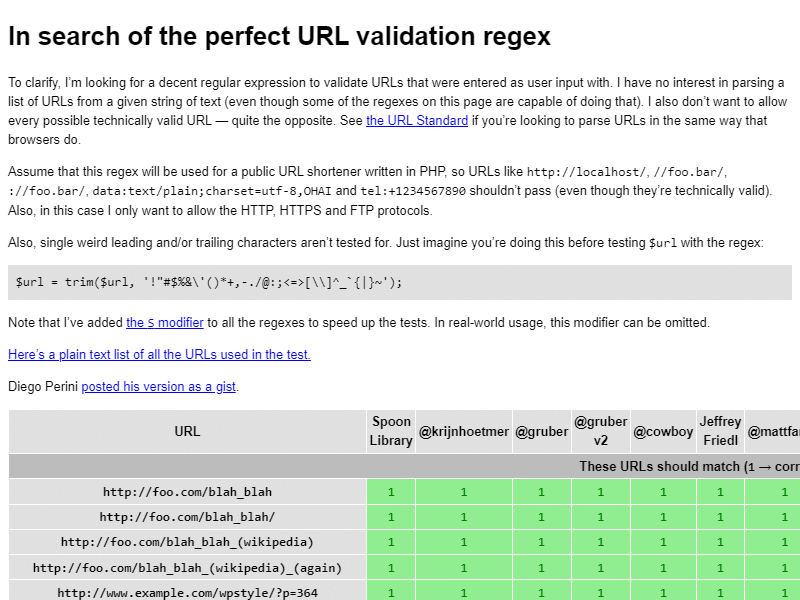 In search of the perfect URL validation regex
To clarify, I’m looking for a decent regular expression to validate URLs that were entered as user input with. I have no interest in parsing a
list of URLs from a given string of text (even though some of the regexes on this page are capable of doing that). I also don’t want to allow
every possible technically valid URL — quite the opposite. See the URL Standard if you’re looking to parse URLs in the same way that
browsers do.
Assume that this regex will be used for a public URL shortener written in PHP, so URLs like http://localhost/, //foo.bar/,
://foo.bar/, data:text/plain;charset=utf-8,OHAI and tel:+1234567890 shouldn’t pass (even though they’re technically valid).
Also, in this case I only want to allow the HTTP, HTTPS and FTP protocols.
Also, single weird leading and/or trailing characters aren’t tested for. Just imagine you’re doing this before testing $url with the regex:
$url = trim($url, '!"#$%&\'()*+,-./@:;<=>[\\]^_`{|}~');
Note that I’ve added the S modifier to all the regexes to speed up the tests. In real-world usage, this modifier can be omitted.
Here’s a plain text list of all the URLs used in the test.
Diego Perini posted his version as a gist.
URL Spoon Library @krijnhoetmer @gruber @gruber v2 @cowboy Jeffrey Friedl @mattfa
These URLs should match (1 → corr
http://foo.com/blah_blah 1 1 1 1 1 1 1
http://foo.com/blah_blah/ 1 1 1 1 1 1 1
http://foo.com/blah_blah_(wikipedia) 1 1 1 1 1 1 1
http://foo.com/blah_blah_(wikipedia)_(again) 1 1 1 1 1 1 1
http://www.example.com/wpstyle/?p=364 1 1 1 1 1 1 1